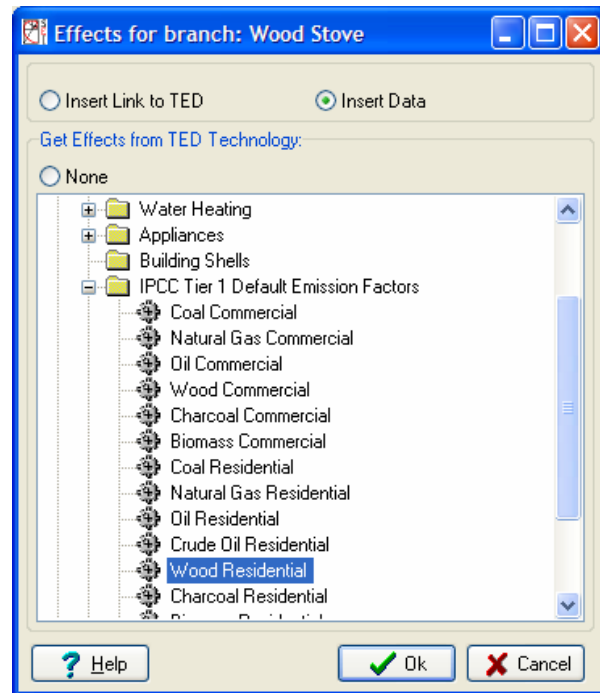 Effects for branch: Wood Stove
Insert Link to TED Insert Data
Get Effects from TED Technology:
None
Water Heating
Appliances
Building Shells
IPCC Tier 1 Default Emission Factors
Coal Commercial
Natural Gas Commercial
Oil Commercial
Wood Commercial
Charcoal Commercial
Biomass Commercial
Coal Residential
Natural Gas Residential
Oil Residential
Crude Oil Residential
Wood Residential
Charcoal Residential
? Help Ok Cancel